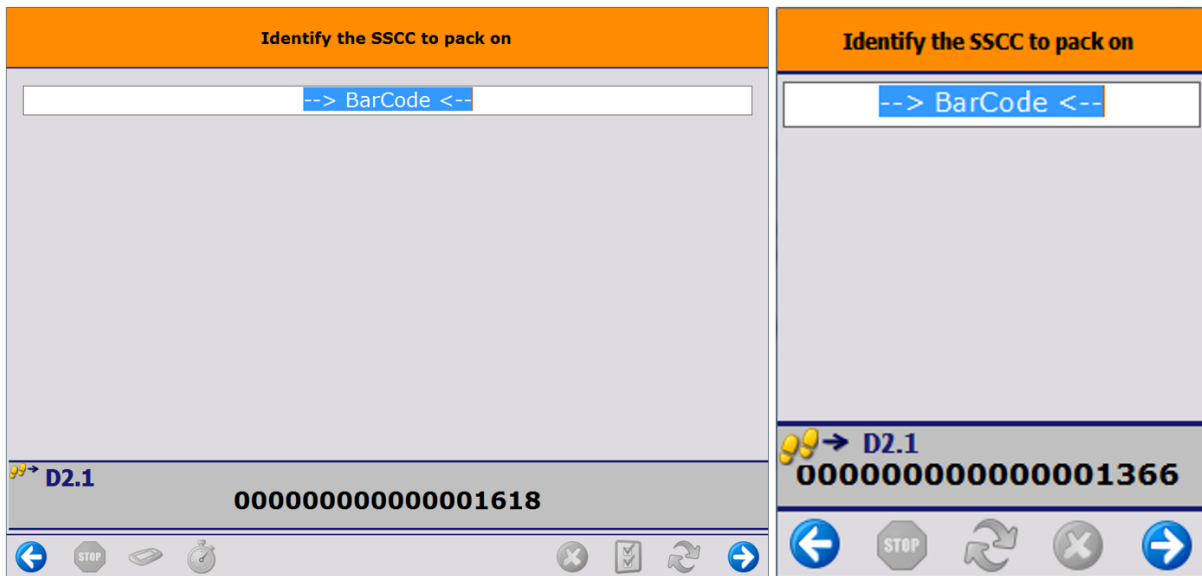 Identify the SSCC to pack on
--> BarCode <--
D2.1
000000000000001618
STOP
Identify the SSCC to pack on
--> BarCode <--
D2.1
000000000000001366
STOP